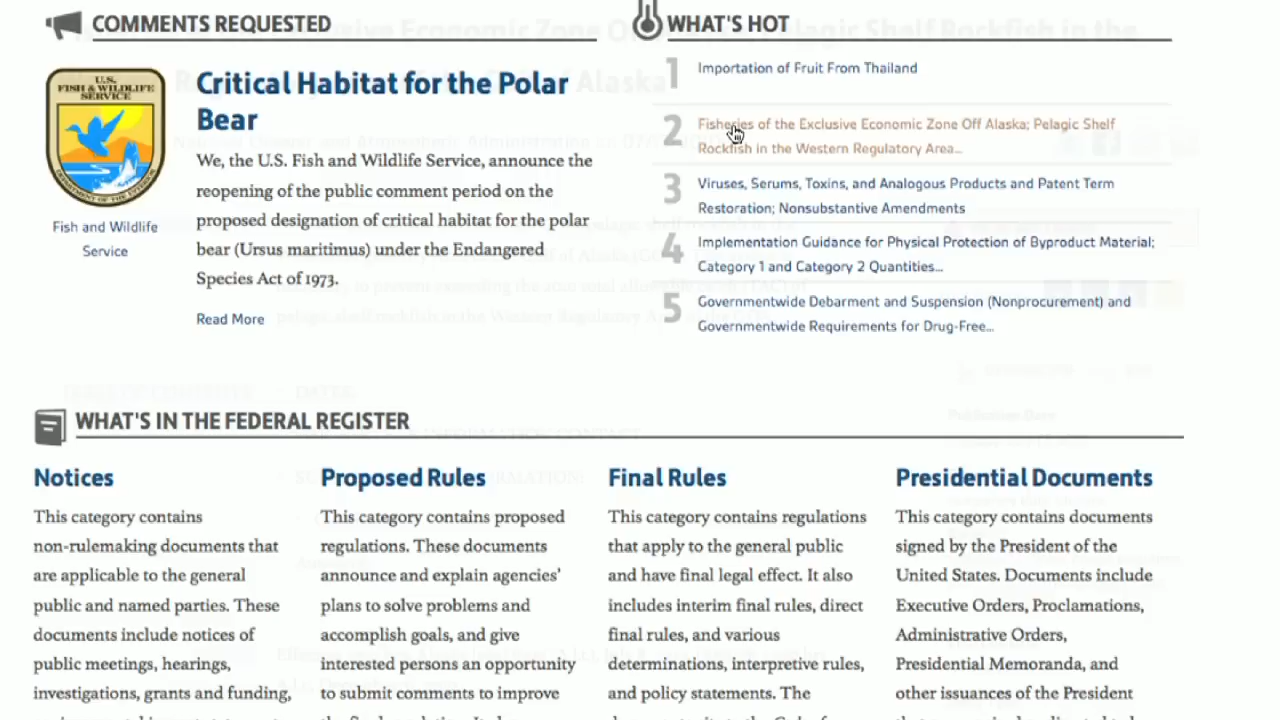 COMMENTS REQUESTED
U.S.
FISH & WILDLIFE
SERVICE
DEPARTMENT OF THE INTERIOR
Fish and Wildlife
Service
Critical Habitat for the Polar
Bear
We, the U.S. Fish and Wildlife Service, announce the
reopening of the public comment period on the
proposed designation of critical habitat for the polar
bear (Ursus maritimus) under the Endangered
Species Act of 1973.
Read More
WHAT'S HOT
1 Importation of Fruit From Thailand
2 Fisheries of the Exclusive Economic Zone Off Alaska; Pelagic Shelf
Rockfish in the Western Regulatory Area...
3 Viruses, Serums, Toxins, and Analogous Products and Patent Term
Restoration; Nonsubstantive Amendments
4 Implementation Guidance for Physical Protection of Byproduct Material;
Category 1 and Category 2 Quantities...
5 Governmentwide Debarment and Suspension (Nonprocurement) and
Governmentwide Requirements for Drug-Free...
WHAT'S IN THE FEDERAL REGISTER
Notices
This category contains
non-rulemaking documents that
are applicable to the general
public and named parties. These
documents include notices of
public meetings, hearings,
investigations, grants and funding,
Proposed Rules
This category contains proposed
regulations. These documents
announce and explain agencies'
plans to solve problems and
accomplish goals, and give
interested persons an opportunity
to submit comments to improve
Final Rules
This category contains regulations
that apply to the general public
and have final legal effect. It also
includes interim final rules, direct
final rules, and various
determinations, interpretive rules,
and policy statements. The
Presidential Documents
This category contains documents
signed by the President of the
United States. Documents include
Executive Orders, Proclamations,
Administrative Orders,
Presidential Memoranda, and
other issuances of the President